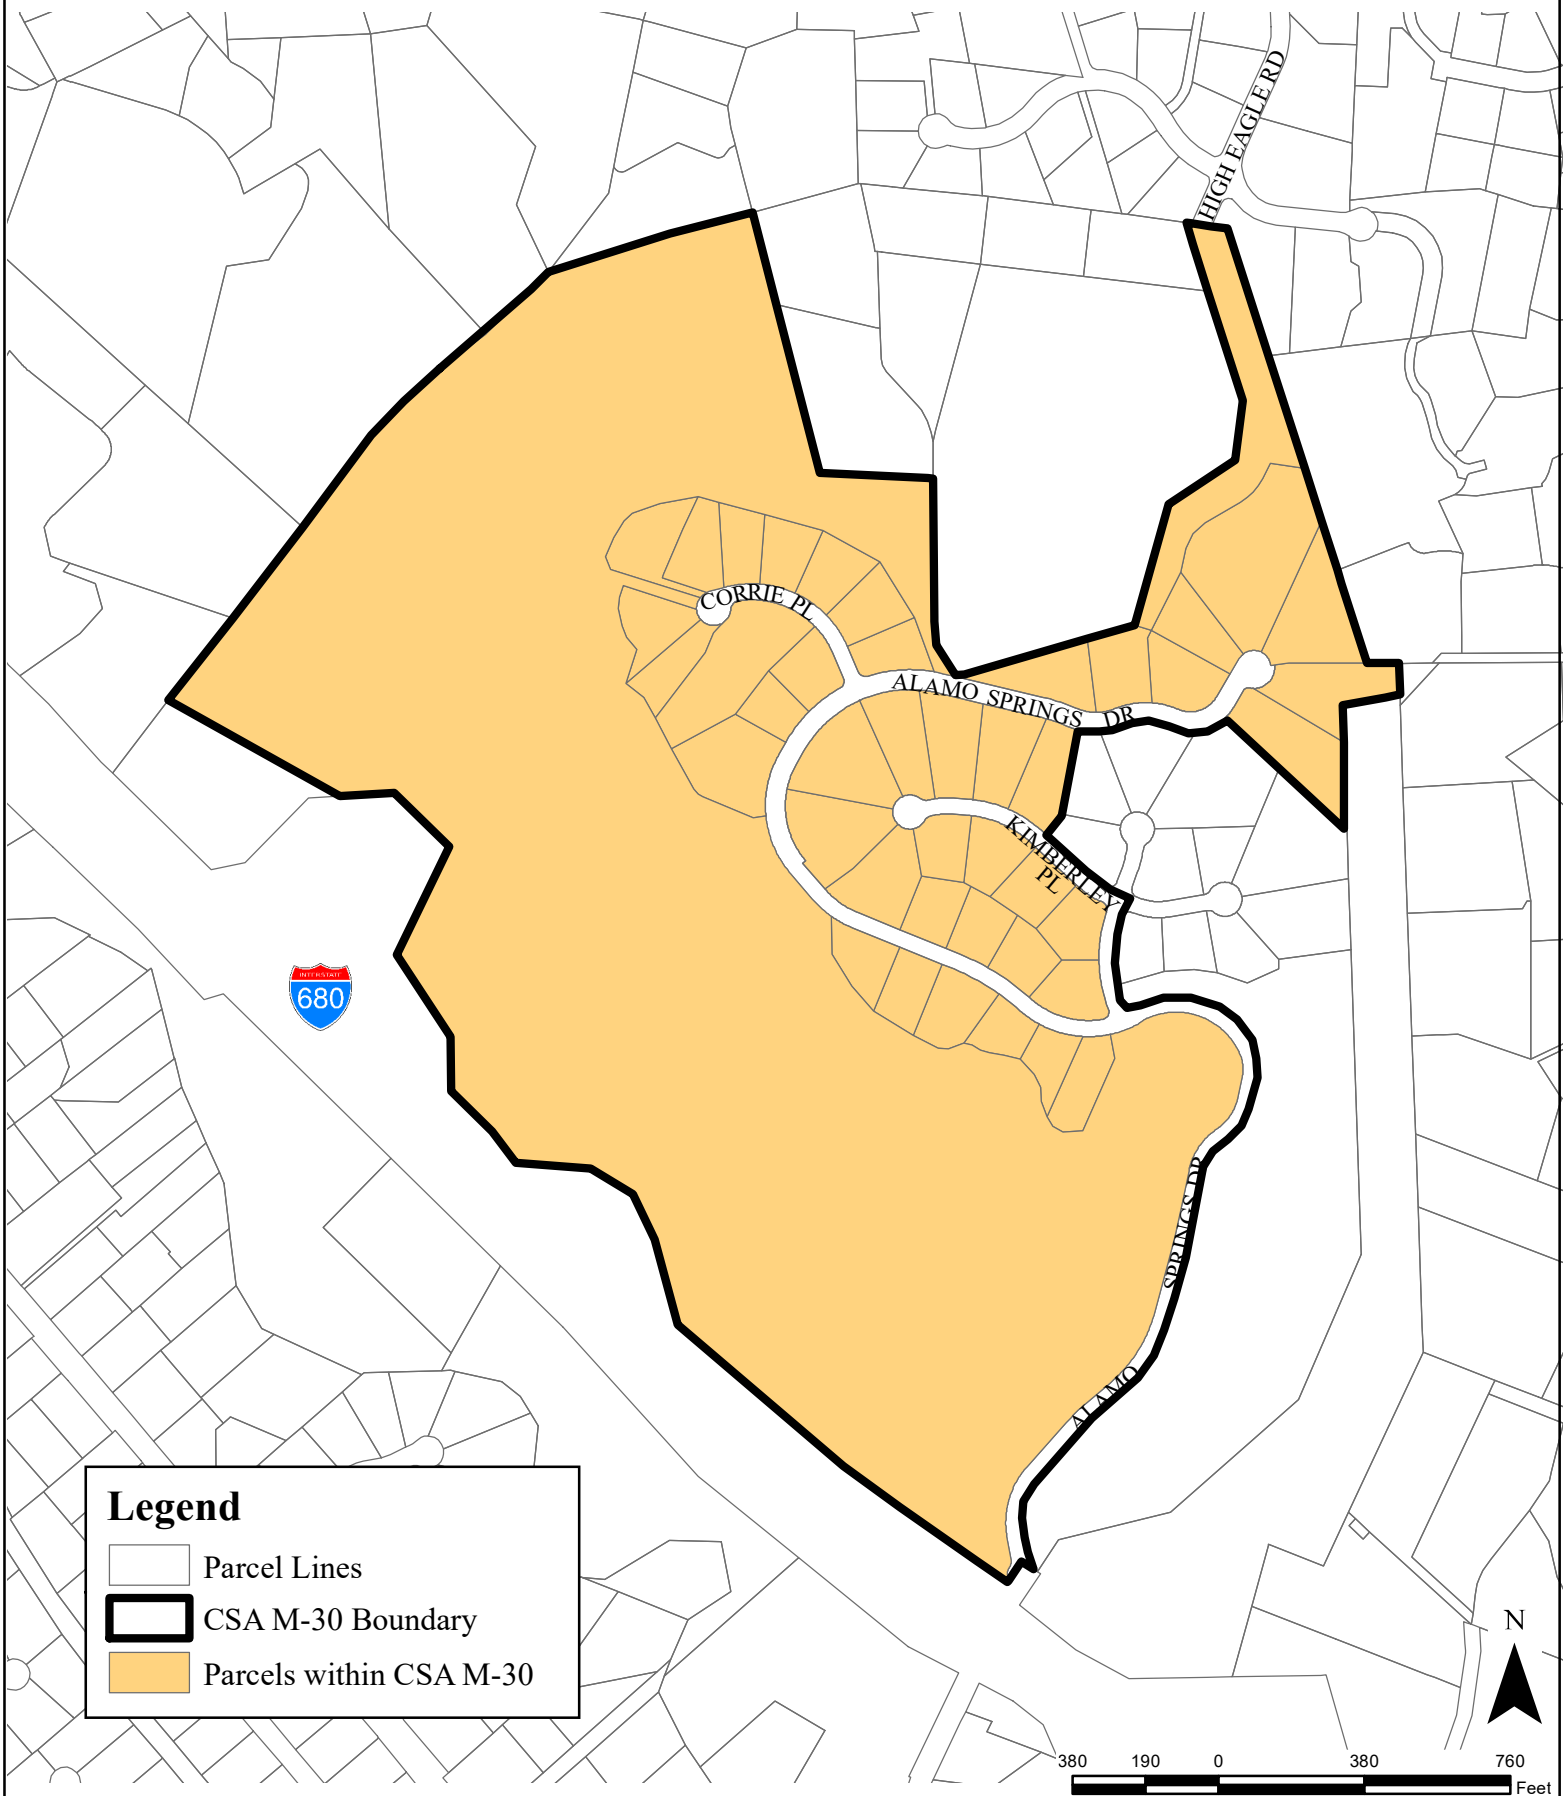 HIGH EAGLE RD
CORRIE PL
ALAMO SPRINGS DR
KIMBERLEY
PL
INTERSTATE
680
SPRINGS DR
ALAMO
Legend
Parcel Lines
CSA M-30 Boundary
Parcels within CSA M-30
N
380 190 0 380 760
Feet